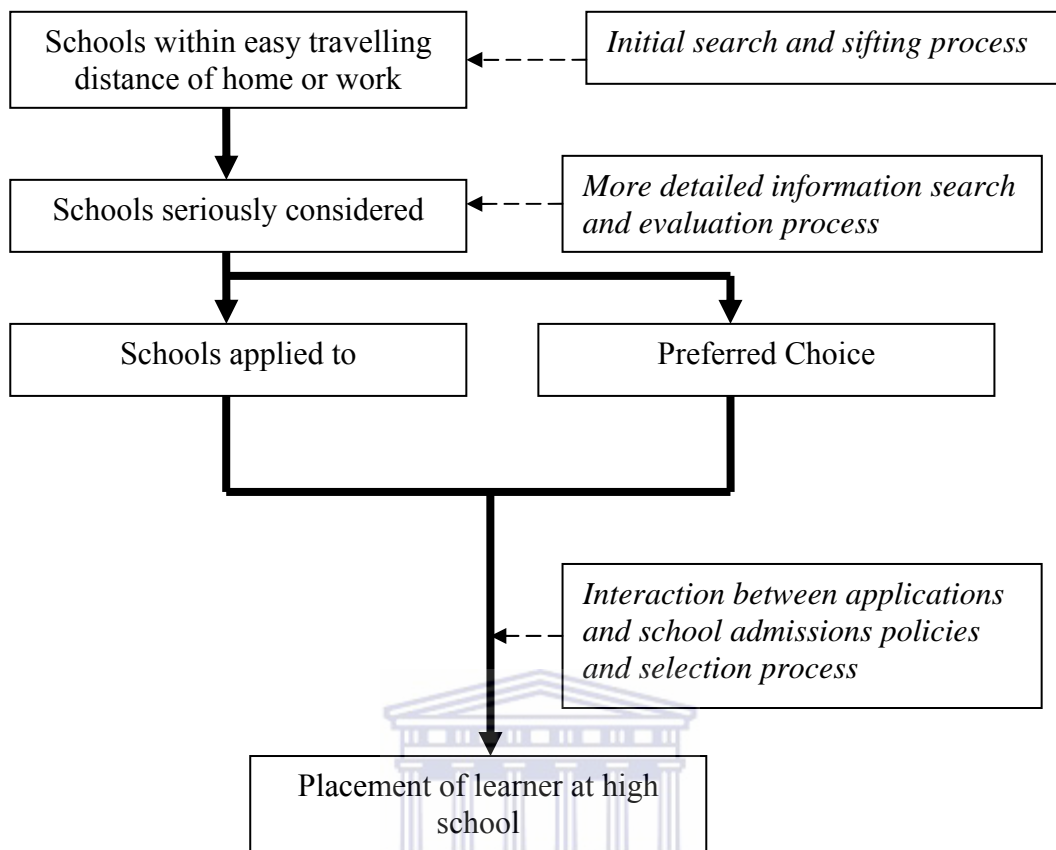 Schools within easy travelling
distance of home or work
Initial search and sifting process
Schools seriously considered
More detailed information search
and evaluation process
Schools applied to
Preferred Choice
Interaction between applications
and school admissions policies
and selection process
Placement of learner at high
school